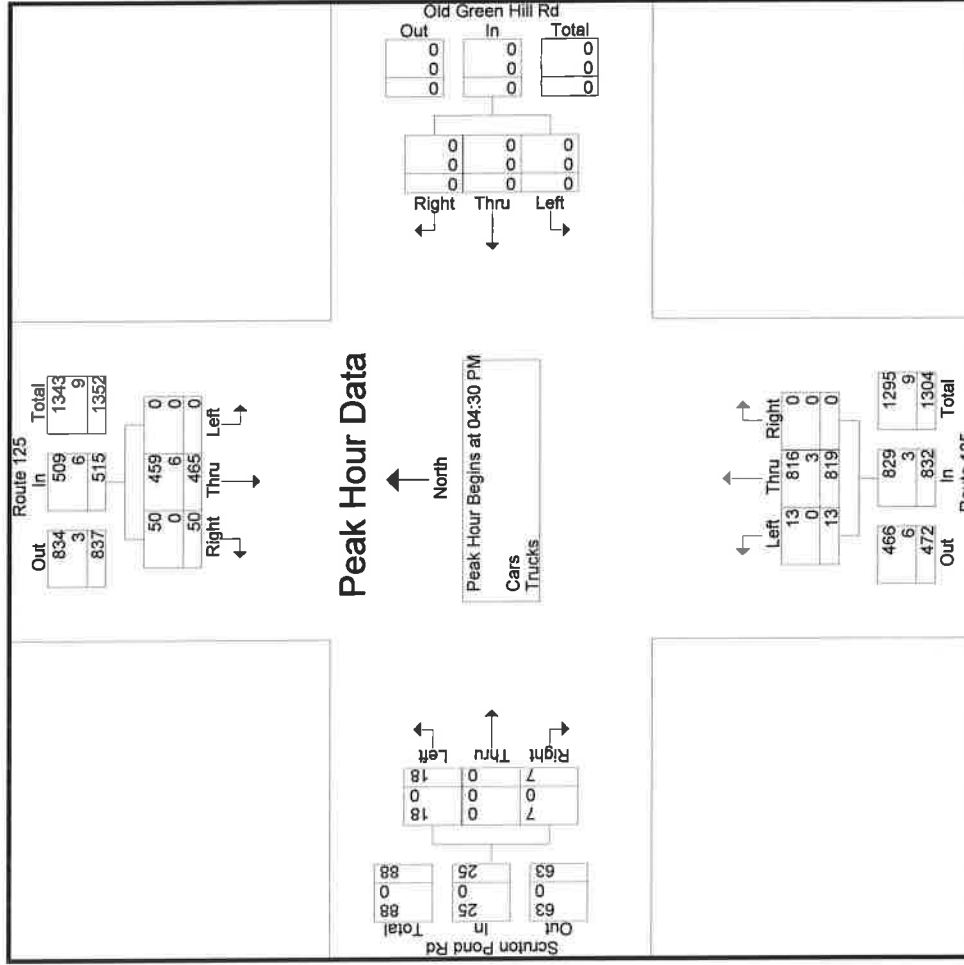 Old Green Hill Rd
Out In Total
0 0 0
0 0 0
0 0 0
0 0 0
0 0 0
0 0 0
Right Thru Left
Route 125
Out In Total
834 509 1343
3 6 9
837 515 1352
50 459 0
0 6 0
50 465 0
Right Thru Left
Peak Hour Data
North
Peak Hour Begins at 04:30 PM
Cars
Trucks
Scruton Pond Rd
Out In Total
63 25 88
0 0 0
63 25 88
7 0 18
0 0 0
7 0 18
Right Thru Left
Left Thru Right
13 816 0
0 3 0
13 819 0
466 829 1295
6 3 9
472 832 1304
Out In Total